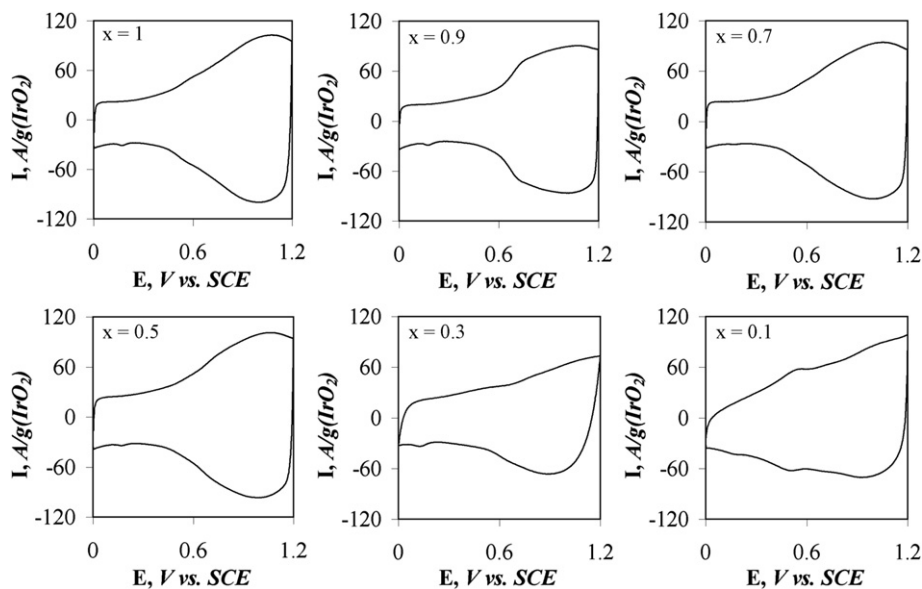 x = 1
I, A/g(IrO₂)
120
60
0
-60
-120
0
0.6
1.2
E, V vs. SCE
x = 0.9
I, A/g(IrO₂)
120
60
0
-60
-120
0
0.6
1.2
E, V vs. SCE
x = 0.7
I, A/g(IrO₂)
120
60
0
-60
-120
0
0.6
1.2
E, V vs. SCE
x = 0.5
I, A/g(IrO₂)
120
60
0
-60
-120
0
0.6
1.2
E, V vs. SCE
x = 0.3
I, A/g(IrO₂)
120
60
0
-60
-120
0
0.6
1.2
E, V vs. SCE
x = 0.1
I, A/g(IrO₂)
120
60
0
-60
-120
0
0.6
1.2
E, V vs. SCE